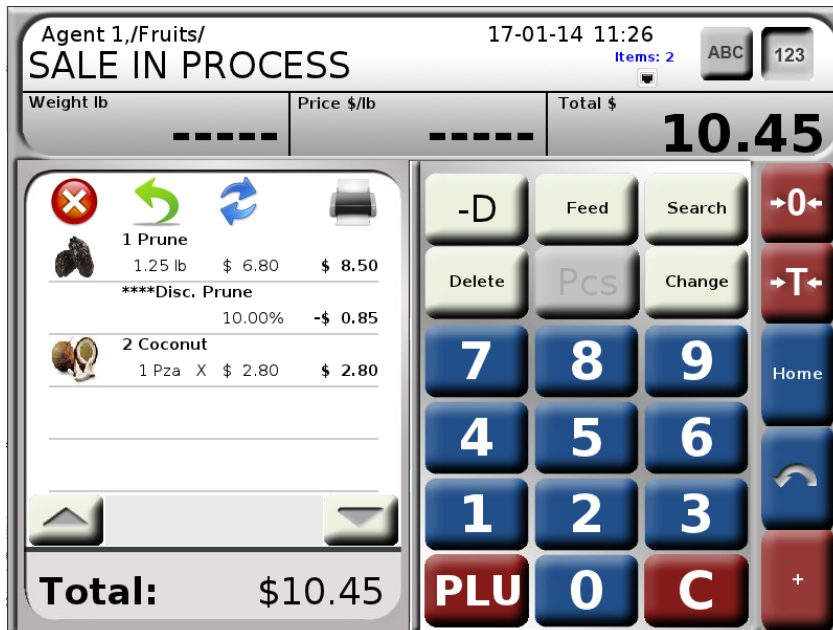 Agent 1,/Fruits/ 17-01-14 11:26
SALE IN PROCESS Items: 2 ABC 123
Weight lb Price $/lb Total $
----- ----- 10.45
1 Prune
1.25 lb $ 6.80 $ 8.50
****Disc. Prune
10.00% -$ 0.85
2 Coconut
1 Pza X $ 2.80 $ 2.80
Total: $10.45
-D Feed Search →0←
Delete Pcs Change →T←
7 8 9 Home
4 5 6
1 2 3
PLU 0 C +